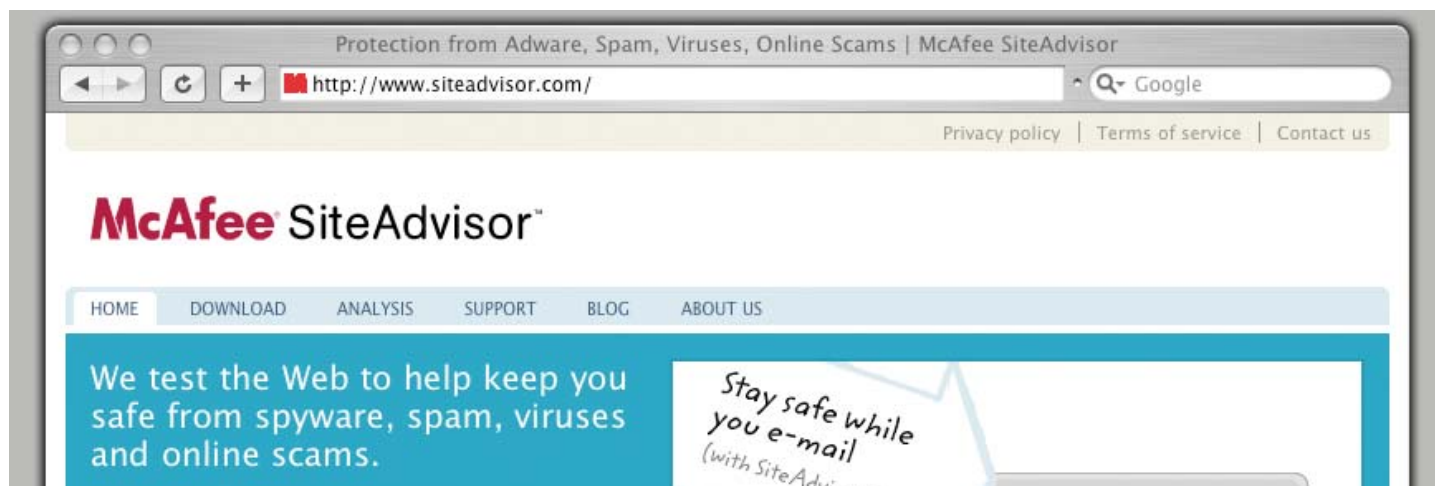 Protection from Adware, Spam, Viruses, Online Scams | McAfee SiteAdvisor
http://www.siteadvisor.com/
Google
Privacy policy | Terms of service | Contact us
McAfee® SiteAdvisor™
HOME DOWNLOAD ANALYSIS SUPPORT BLOG ABOUT US
We test the Web to help keep you
safe from spyware, spam, viruses
and online scams.
Stay safe while
you e-mail
(with